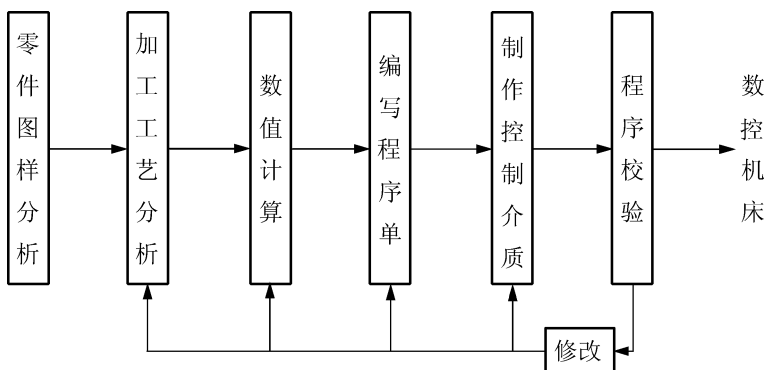 零件图样分析
加工工艺分析
数值计算
编写程序单
制作控制介质
程序校验
数控机床
修改